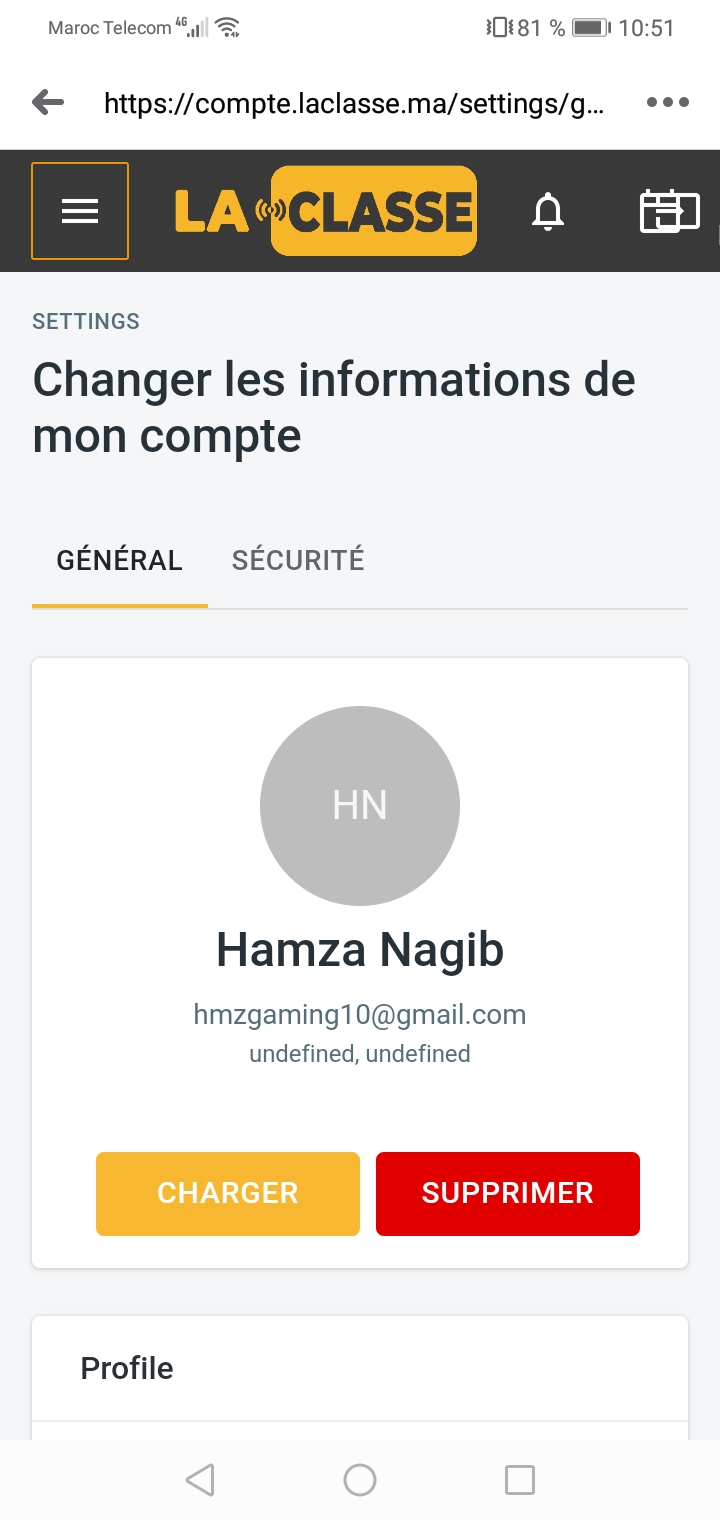 Maroc Telecom 4G 81 % 10:51
https://compte.laclasse.ma/settings/g...
LA CLASSE
SETTINGS
Changer les informations de
mon compte
GÉNÉRAL SÉCURITÉ
HN
Hamza Nagib
hmzgaming10@gmail.com
undefined, undefined
CHARGER SUPPRIMER
Profile